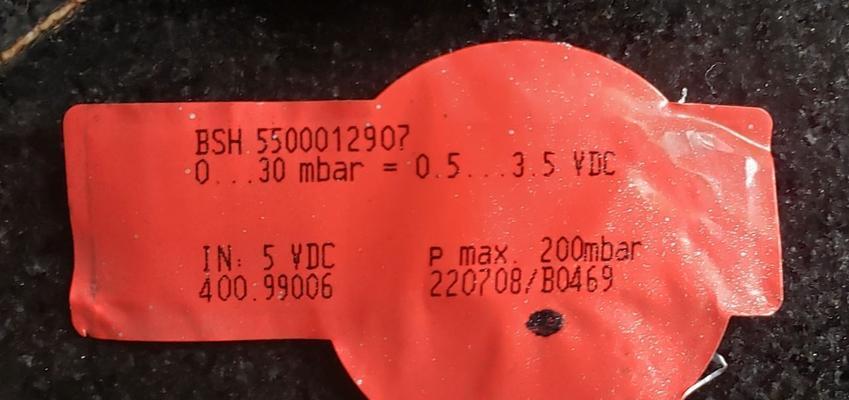 BSH 5500012907
0...30 mbar = 0.5...3.5 VDC
IN: 5 VDC
400.99006
P max. 200mbar
220708/B0469